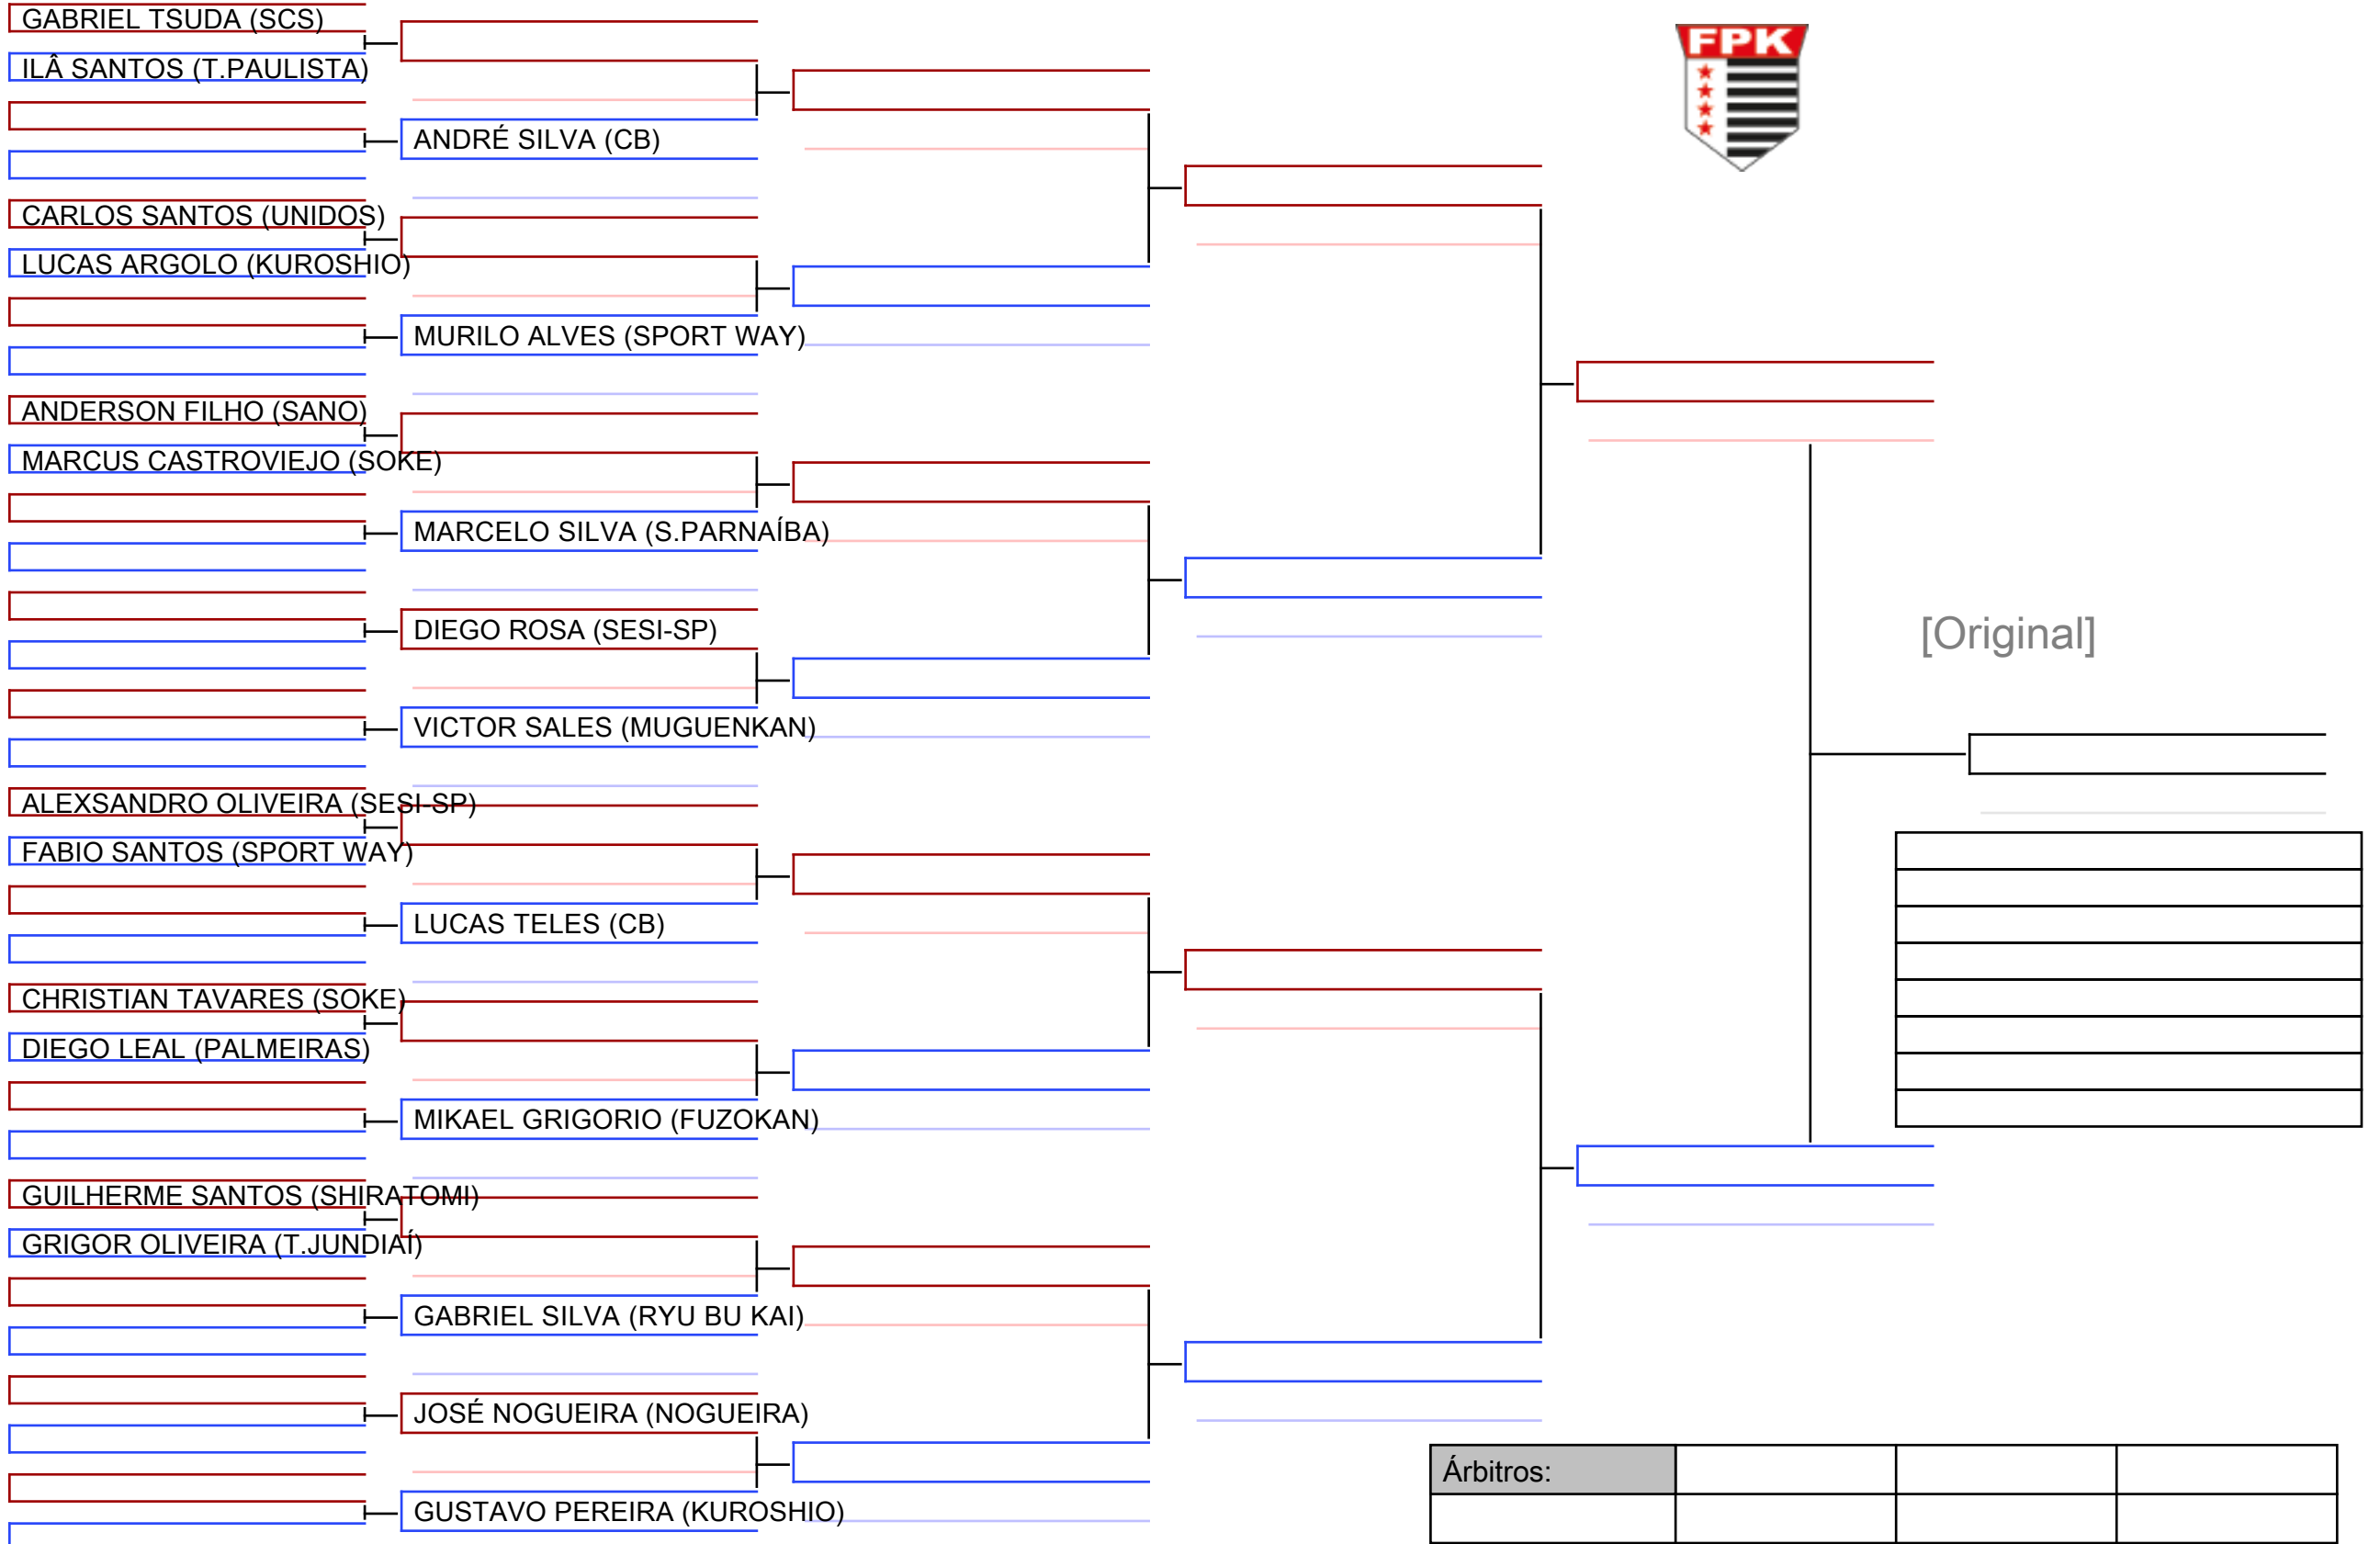 GABRIEL TSUDA (SCS)
ILÂ SANTOS (T.PAULISTA)
ANDRÉ SILVA (CB)
CARLOS SANTOS (UNIDOS)
LUCAS ARGOLO (KUROSHIO)
MURILO ALVES (SPORT WAY)
ANDERSON FILHO (SANO)
MARCUS CASTROVIEJO (SOKE)
MARCELO SILVA (S.PARNAÍBA)
DIEGO ROSA (SESI-SP)
VICTOR SALES (MUGUENKAN)
ALEXSANDRO OLIVEIRA (SESI-SP)
FABIO SANTOS (SPORT WAY)
LUCAS TELES (CB)
CHRISTIAN TAVARES (SOKE)
DIEGO LEAL (PALMEIRAS)
MIKAEL GRIGORIO (FUZOKAN)
GUILHERME SANTOS (SHIRATOMI)
GRIGOR OLIVEIRA (T.JUNDIAÍ)
GABRIEL SILVA (RYU BU KAI)
JOSÉ NOGUEIRA (NOGUEIRA)
GUSTAVO PEREIRA (KUROSHIO)
FPK
[Original]
Árbitros: